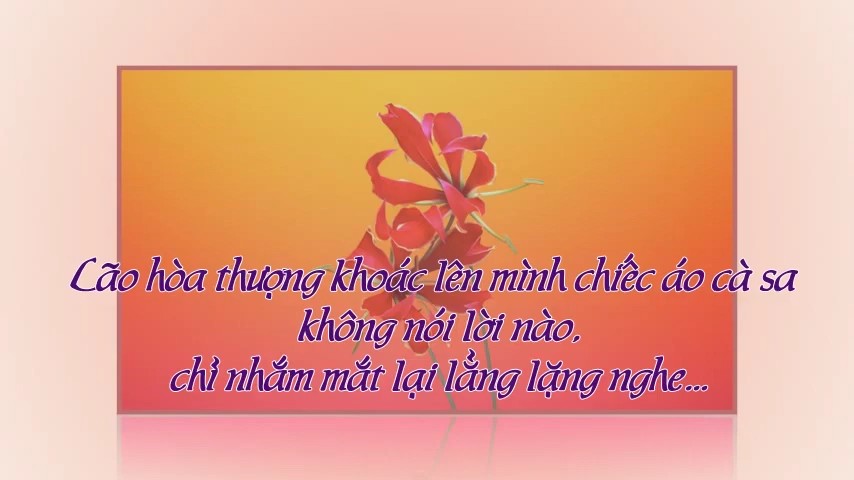 Lão hòa thượng khoác lên mình chiếc áo cà sa
không nói lời nào,
chỉ nhắm mắt lại lẳng lặng nghe...